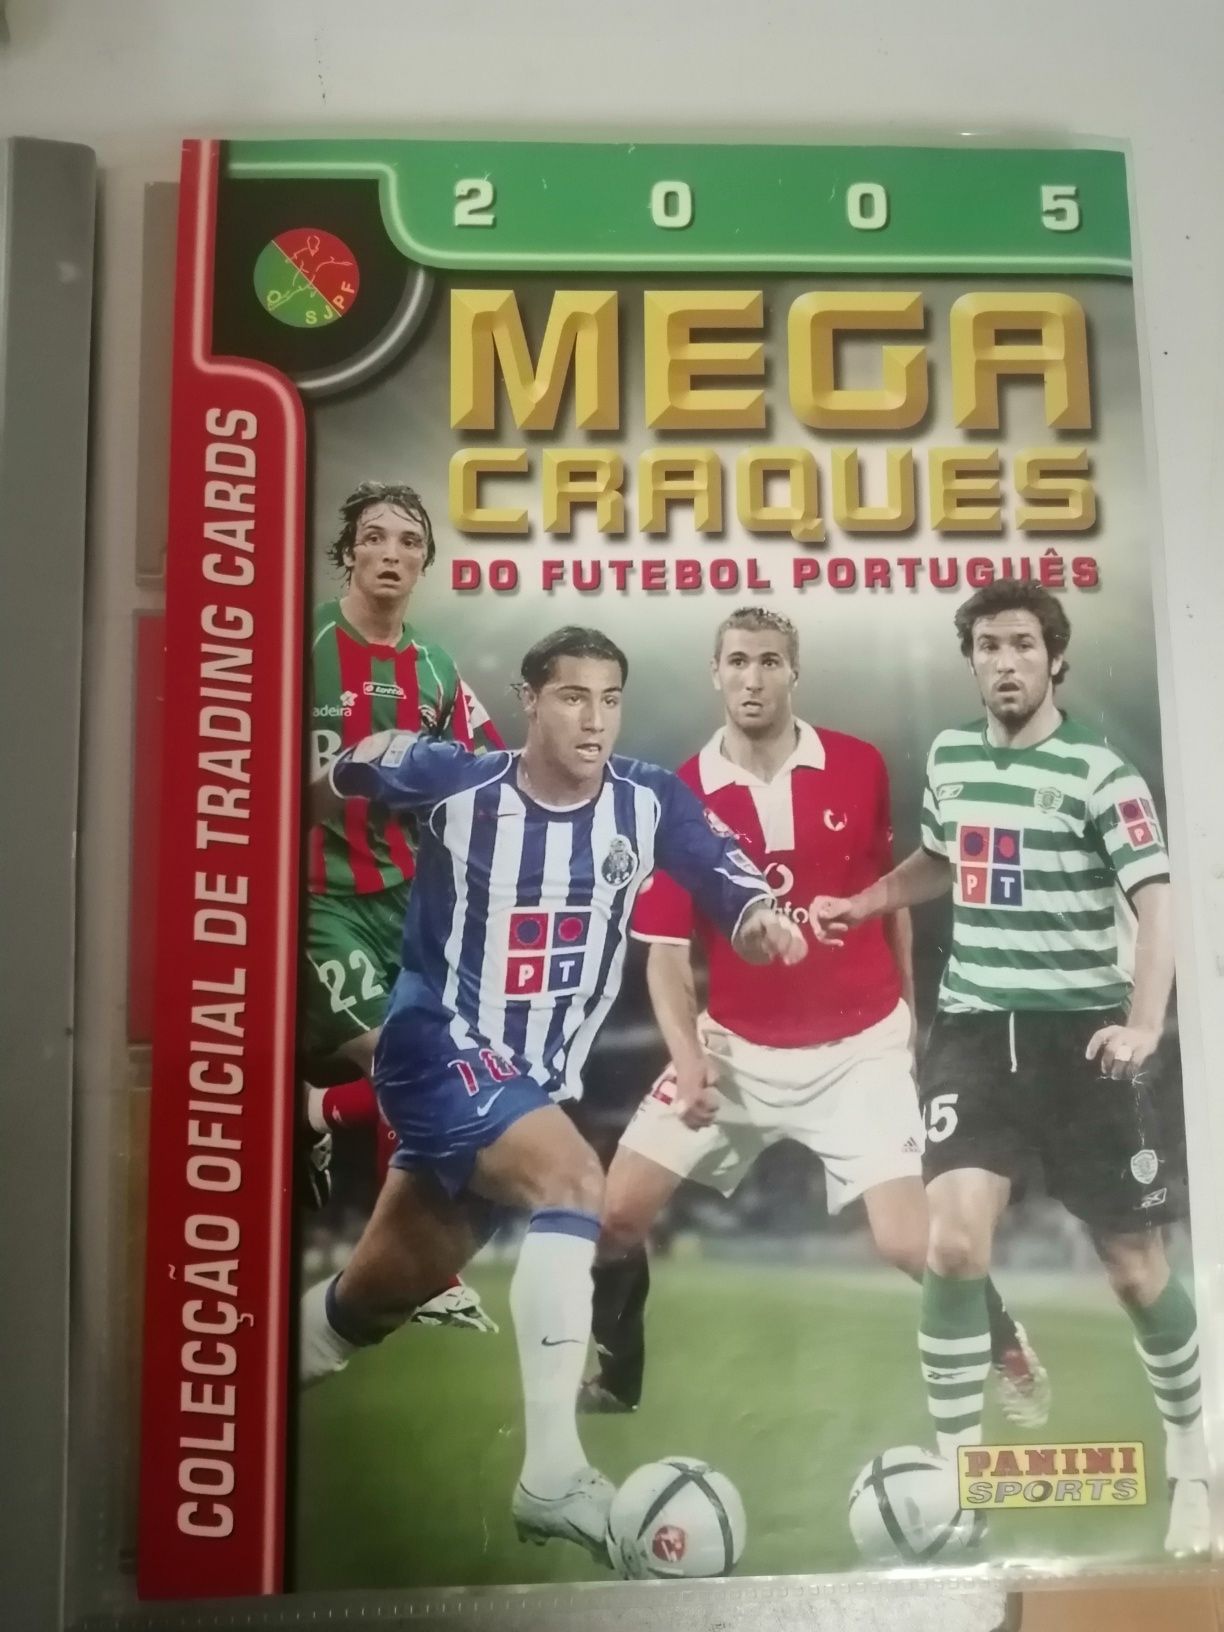 2005
SJPF
MEGA
CRAQUES
DO FUTEBOL PORTUGUÊS
COLECÇÃO OFICIAL DE TRADING CARDS
adeira
B
22
PT
10
PT
P
15
PANINI
SPORTS